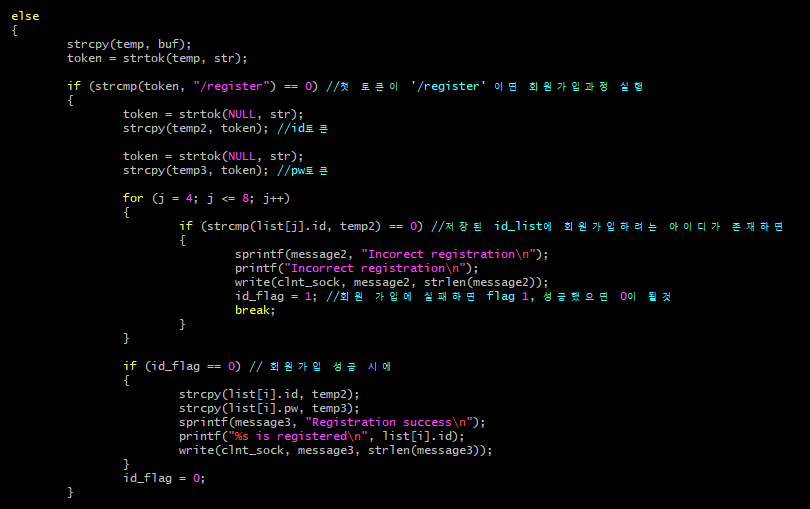 else
{
strcpy(temp, buf);
token = strtok(temp, str);
if (strcmp(token, "/register") == 0) //첫 토큰이 '/register' 이면 회원가입과정 실행
{
token = strtok(NULL, str);
strcpy(temp2, token); //id토큰
token = strtok(NULL, str);
strcpy(temp3, token); //pw토큰
for (j = 4; j <= 8; j++)
{
if (strcmp(list[j].id, temp2) == 0) //저장된 id_list에 회원가입하려는 아이디가 존재하면
{
sprintf(message2, "Incorect registration\n");
printf("Incorrect registration\n");
write(clnt_sock, message2, strlen(message2));
id_flag = 1; //회원 가입에 실패하면 flag 1, 성공했으면 0이 될것
break;
}
}
if (id_flag == 0) // 회원가입 성공 시에
{
strcpy(list[i].id, temp2);
strcpy(list[i].pw, temp3);
sprintf(message3, "Registration success\n");
printf("%s is registered\n", list[i].id);
write(clnt_sock, message3, strlen(message3));
}
id_flag = 0;
}